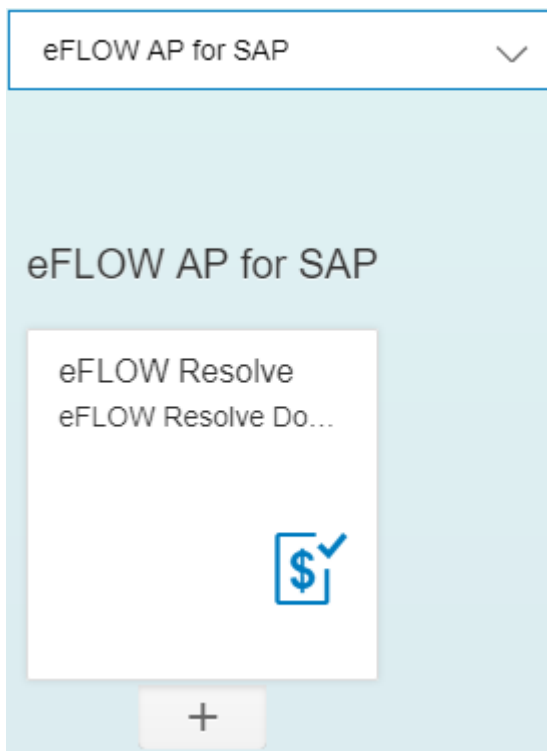 eFLOW AP for SAP
eFLOW AP for SAP
eFLOW Resolve
eFLOW Resolve Do...
$
+